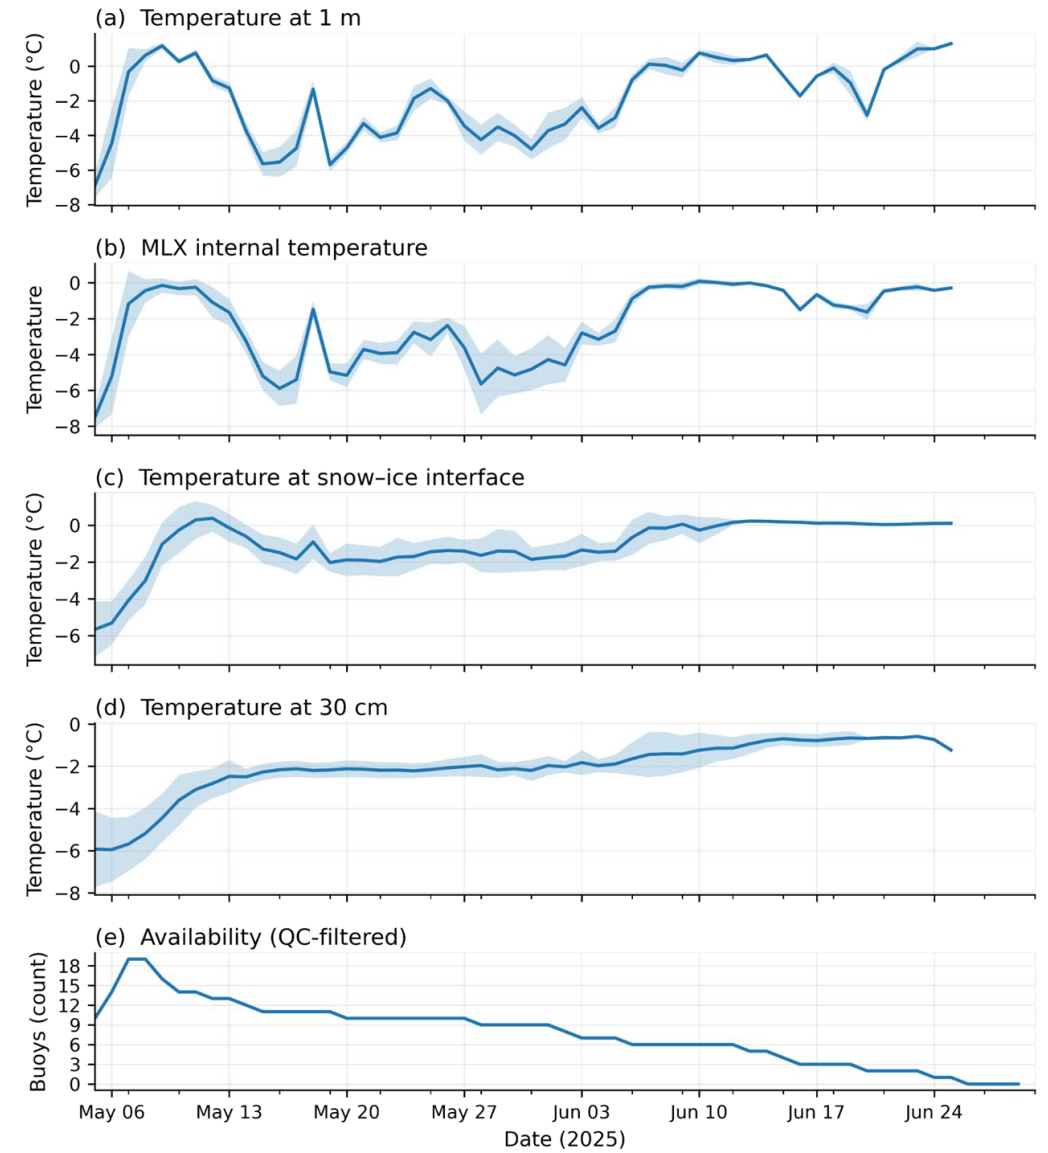 (a) Temperature at 1 m
Temperature (°C)
0
−2
−4
−6
−8
(b) MLX internal temperature
Temperature
0
−2
−4
−6
−8
(c) Temperature at snow–ice interface
Temperature (°C)
0
−2
−4
−6
(d) Temperature at 30 cm
Temperature (°C)
0
−2
−4
−6
−8
(e) Availability (QC-filtered)
Buoys (count)
18
15
12
9
6
3
0
May 06 May 13 May 20 May 27 Jun 03 Jun 10 Jun 17 Jun 24
Date (2025)